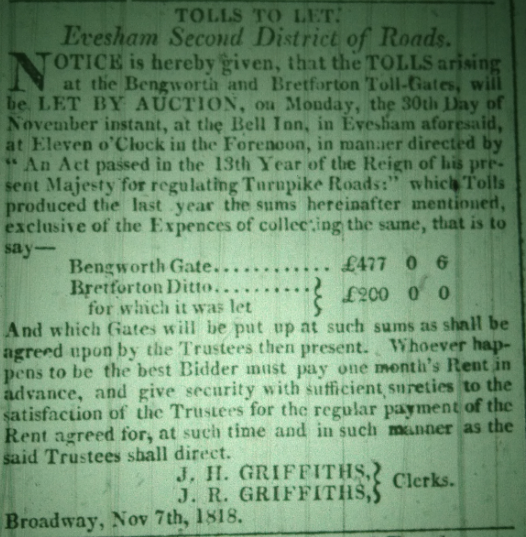 TOLLS TO LET.
Evesham Second District of Roads.
NOTICE is hereby given, that the TOLLS arising
at the Bengworth and Bretforton Toll-Gates, will
be LET BY AUCTION, on Monday, the 30th Day of
November instant, at the Bell Inn, in Evesham aforesaid,
at Eleven o'Clock in the Forenoon, in manner directed by
“ An Act passed in the 13th Year of the Reign of his pre-
sent Majesty for regulating Turnpike Roads:” which Tolls
produced the last year the sums hereinafter mentioned,
exclusive of the Expences of collecting the same, that is to
say—
Bengworth Gate............ £477 0 6
Bretforton Ditto..........} £200 0 0
for which it was let
And which Gates will be put up at such sums as shall be
agreed upon by the Trustees then present. Whoever hap-
pens to be the best Bidder must pay one month's Rent in
advance, and give security with sufficient sureties to the
satisfaction of the Trustees for the regular payment of the
Rent agreed for, at such time and in such manner as the
said Trustees shall direct.
J. H. GRIFFITHS,} Clerks.
J. R. GRIFFITHS,}
Broadway, Nov 7th, 1818.